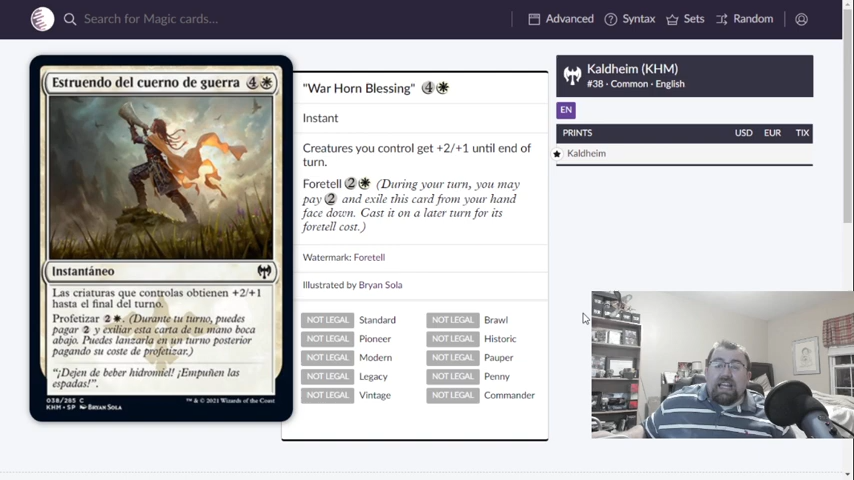 Search for Magic cards...
Advanced
Syntax
Sets
Random
Estruendo del cuerno de guerra 4
Instantáneo
Las criaturas que controlas obtienen +2/+1
hasta el final del turno.
Profetizar 2. (Durante tu turno, puedes
pagar 2 y exiliar esta carta de tu mano boca
abajo. Puedes lanzarla en un turno posterior
pagando su coste de profetizar.)
"¡Dejen de beber hidromiel! ¡Empuñen las
espadas!".
038/285 C
KHM • SP BRYAN SOLA
™ & © 2021 Wizards of the Coast
"War Horn Blessing" 4
Instant
Creatures you control get +2/+1 until end of
turn.
Foretell 2 (During your turn, you may
pay 2 and exile this card from your hand
face down. Cast it on a later turn for its
foretell cost.)
Watermark: Foretell
Illustrated by Bryan Sola
NOT LEGAL Standard NOT LEGAL Brawl
NOT LEGAL Pioneer NOT LEGAL Historic
NOT LEGAL Modern NOT LEGAL Pauper
NOT LEGAL Legacy NOT LEGAL Penny
NOT LEGAL Vintage NOT LEGAL Commander
Kaldheim (KHM)
#38 · Common · English
EN
PRINTS USD EUR TIX
Kaldheim